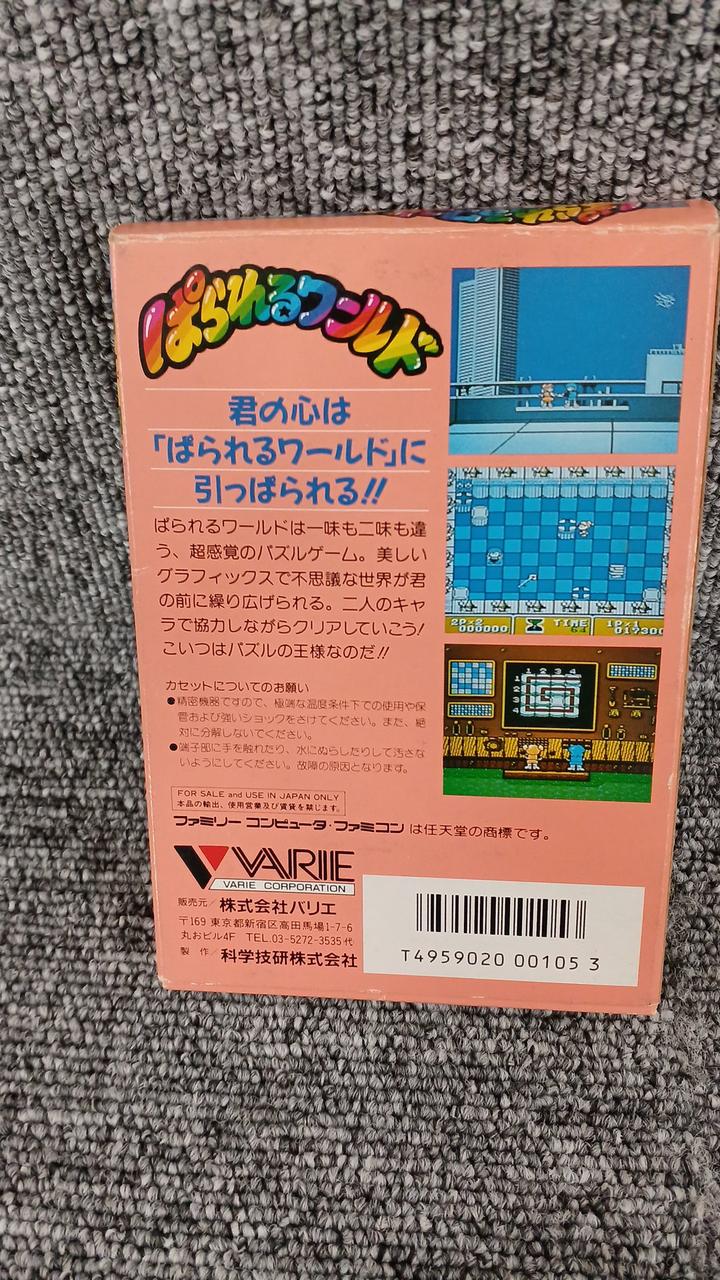 ぱられるワールド
君の心は
「ぱられるワールド」に
引っぱられる!!
ぱられるワールドは一味も二味も違
う、超感覚のパズルゲーム。美しい
グラフィックスで不思議な世界が君
の前に繰り広げられる。二人のキャ
ラで協力しながらクリアしていこう!
こいつはパズルの王様なのだ!!
カセットについてのお願い
●精密機器ですので、極端な温度条件下での使用や保
管および強いショックをさけてください。また、絶
対に分解しないでください。
●端子部に手を触れたり、水にぬらしたりして汚さな
いようにしてください。故障の原因となります。
FOR SALE and USE IN JAPAN ONLY
本品の輸出、使用営業及び賃貸を禁じます。
ファミリー コンピュータ・ファミコン は任天堂の商標です。
VARIE
VARIE CORPORATION
販売元/株式会社バリエ
〒169 東京都新宿区高田馬場1-7-6
丸おビル4F TEL.03-5272-3535代
製 作/科学技研株式会社
2P×2 TIME 1P×1
000000 64 01930
1 2 3 4
T4959020 00105 3